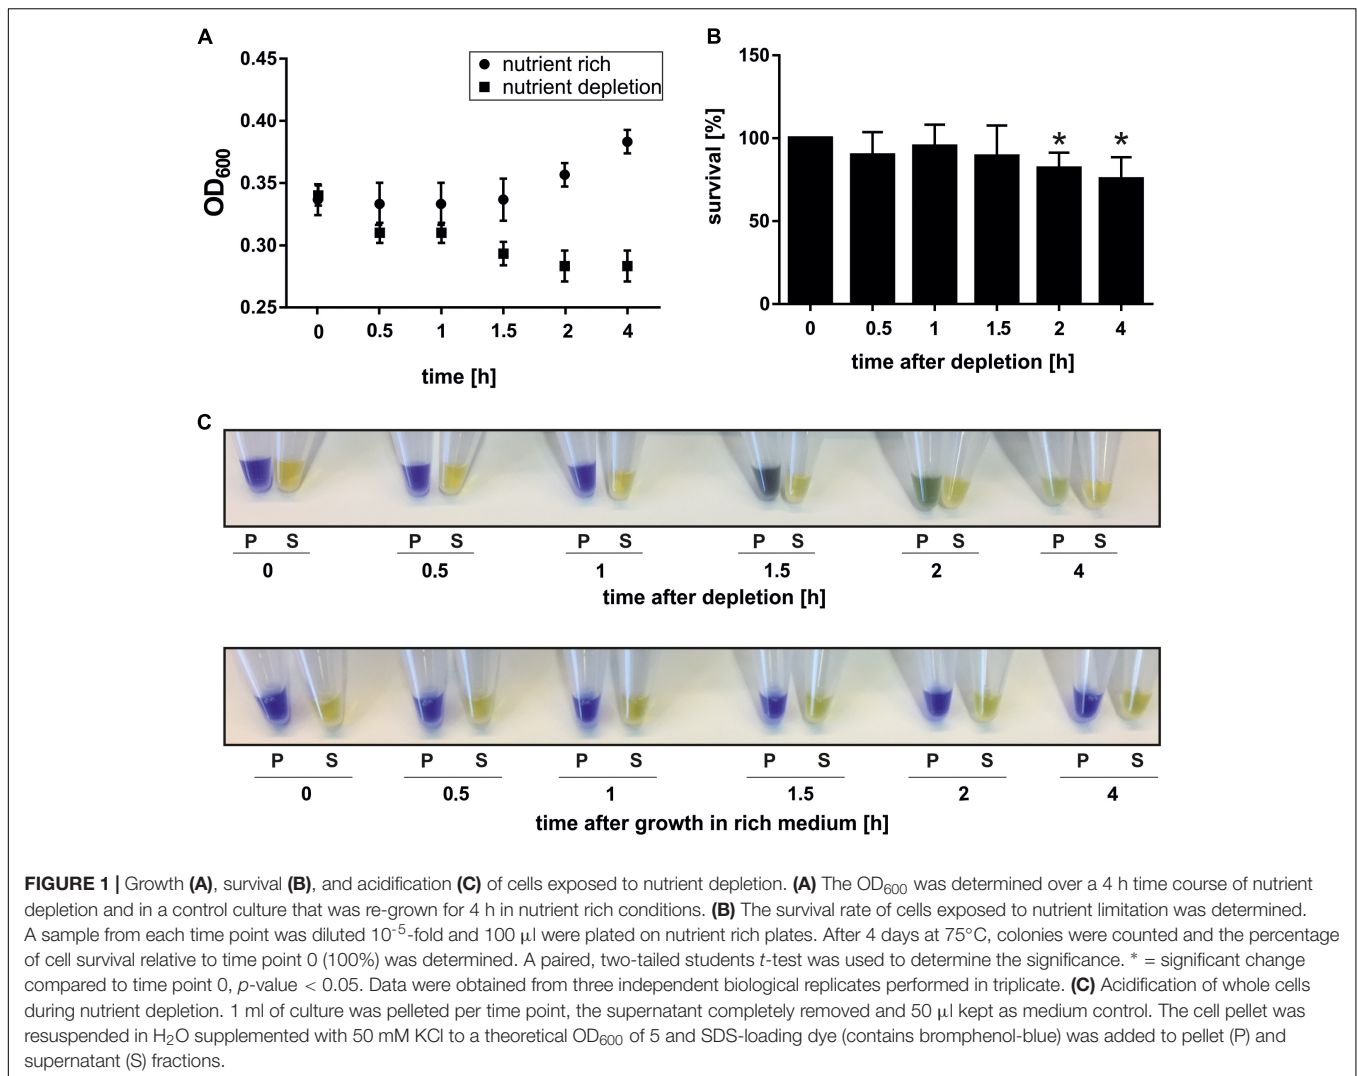 A
0.45
0.40
0.35
0.30
0.25
OD600
nutrient rich
nutrient depletion
0 0.5 1 1.5 2 4
time [h]
B
150
100
50
0
survival [%]
* *
0 0.5 1 1.5 2 4
time after depletion [h]
C
P S P S P S P S P S P S
0 0.5 1 1.5 2 4
time after depletion [h]
P S P S P S P S P S P S
0 0.5 1 1.5 2 4
time after growth in rich medium [h]
FIGURE 1 | Growth (A), survival (B), and acidification (C) of cells exposed to nutrient depletion. (A) The OD600 was determined over a 4 h time course of nutrient
depletion and in a control culture that was re-grown for 4 h in nutrient rich conditions. (B) The survival rate of cells exposed to nutrient limitation was determined.
A sample from each time point was diluted 10-5-fold and 100 μl were plated on nutrient rich plates. After 4 days at 75°C, colonies were counted and the percentage
of cell survival relative to time point 0 (100%) was determined. A paired, two-tailed students t-test was used to determine the significance. * = significant change
compared to time point 0, p-value < 0.05. Data were obtained from three independent biological replicates performed in triplicate. (C) Acidification of whole cells
during nutrient depletion. 1 ml of culture was pelleted per time point, the supernatant completely removed and 50 μl kept as medium control. The cell pellet was
resuspended in H2O supplemented with 50 mM KCl to a theoretical OD600 of 5 and SDS-loading dye (contains bromphenol-blue) was added to pellet (P) and
supernatant (S) fractions.